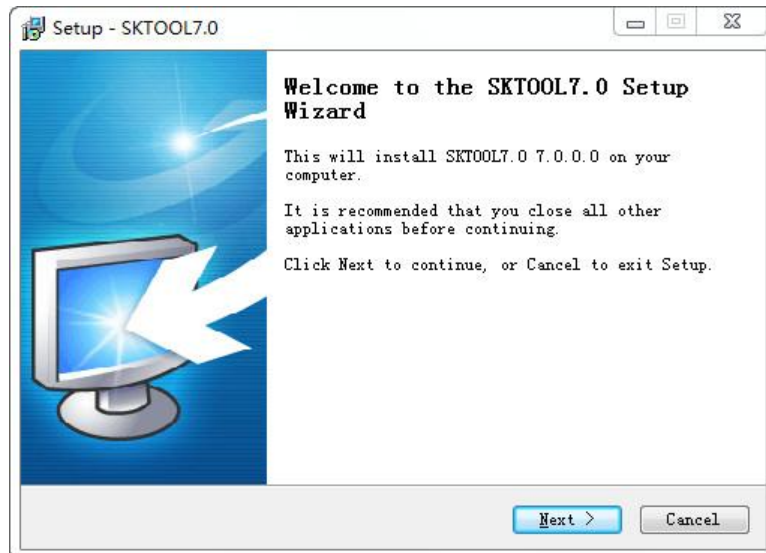 Setup - SKTOOL7.0
Welcome to the SKTOOL7.0 Setup
Wizard
This will install SKTOOL7.0 7.0.0.0 on your
computer.
It is recommended that you close all other
applications before continuing.
Click Next to continue, or Cancel to exit Setup.
Next >
Cancel